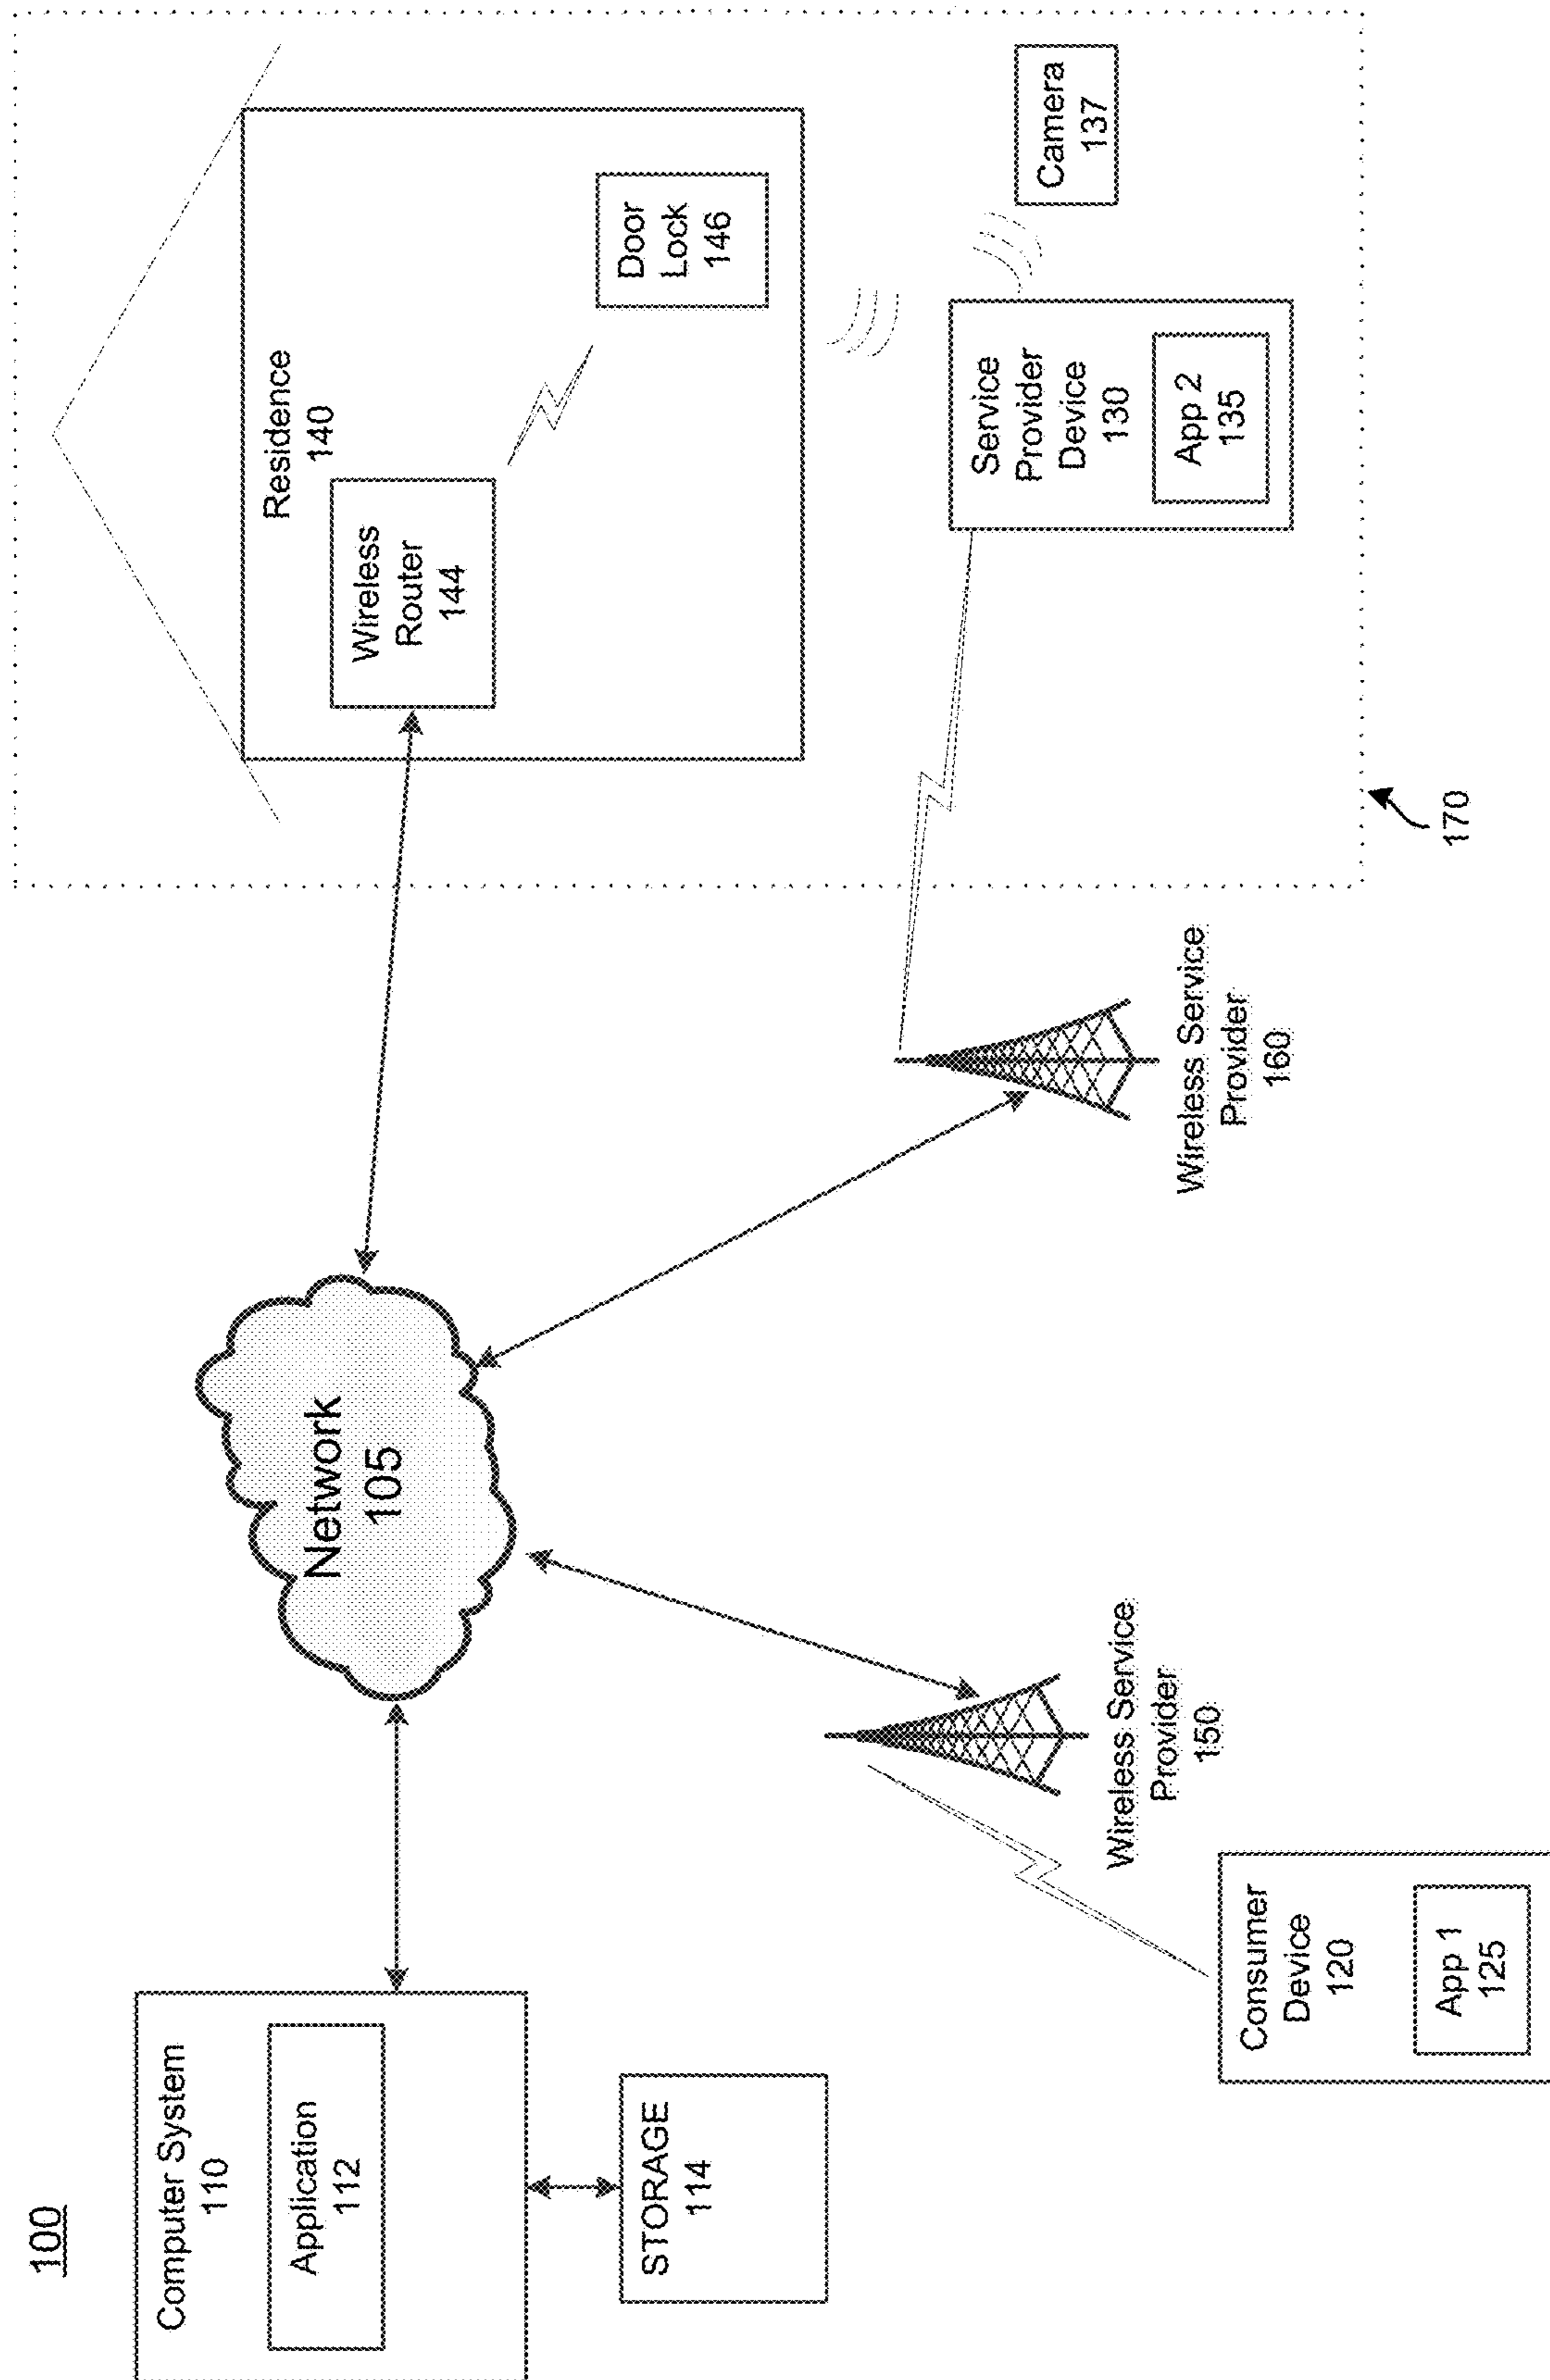 100
Computer System
110
Application
112
STORAGE
114
Network
105
Consumer
Device
120
App 1
125
Wireless Service
Provider
150
Wireless Service
Provider
160
Residence
140
Wireless
Router
144
Door
Lock
146
Service
Provider
Device
130
App 2
135
Camera
137
170